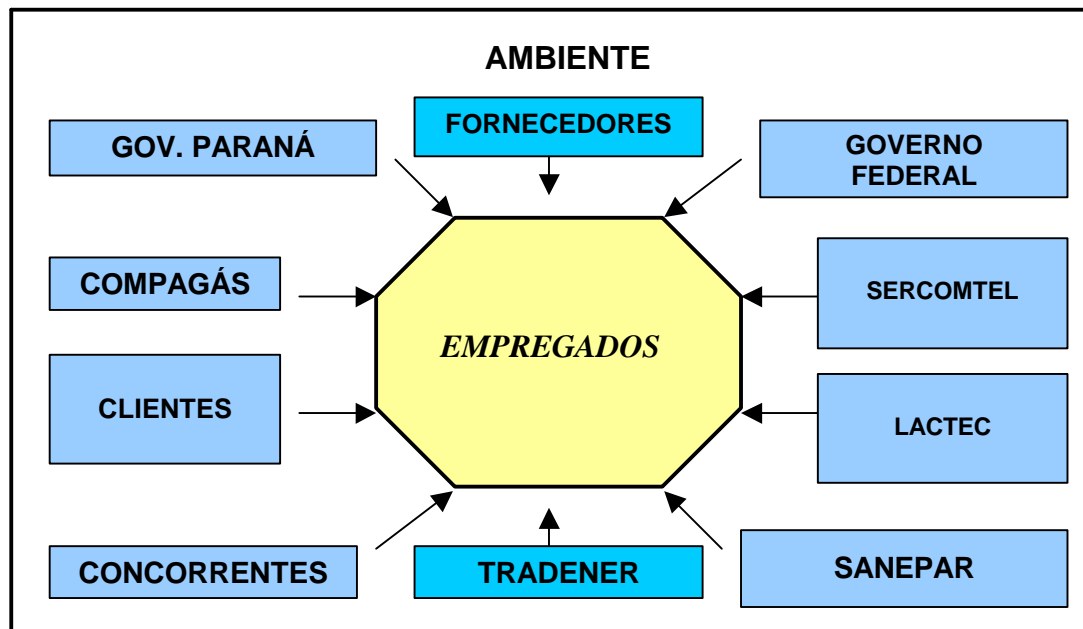 AMBIENTE
FORNECEDORES
GOV. PARANÁ
GOVERNO
FEDERAL
COMPAGÁS
SERCOMTEL
EMPREGADOS
CLIENTES
LACTEC
CONCORRENTES
TRADENER
SANEPAR